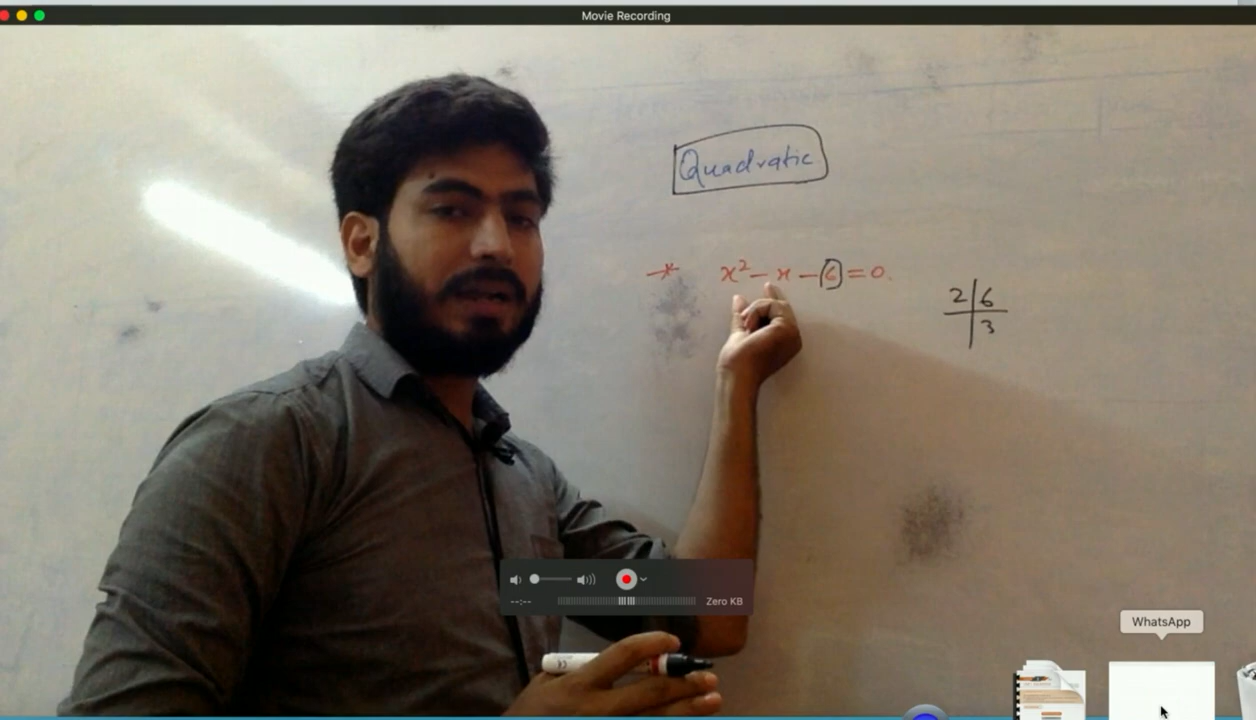 Movie Recording
Quadratic
x² - x - 6 = 0.
2 6
3
--:-- Zero KB
WhatsApp